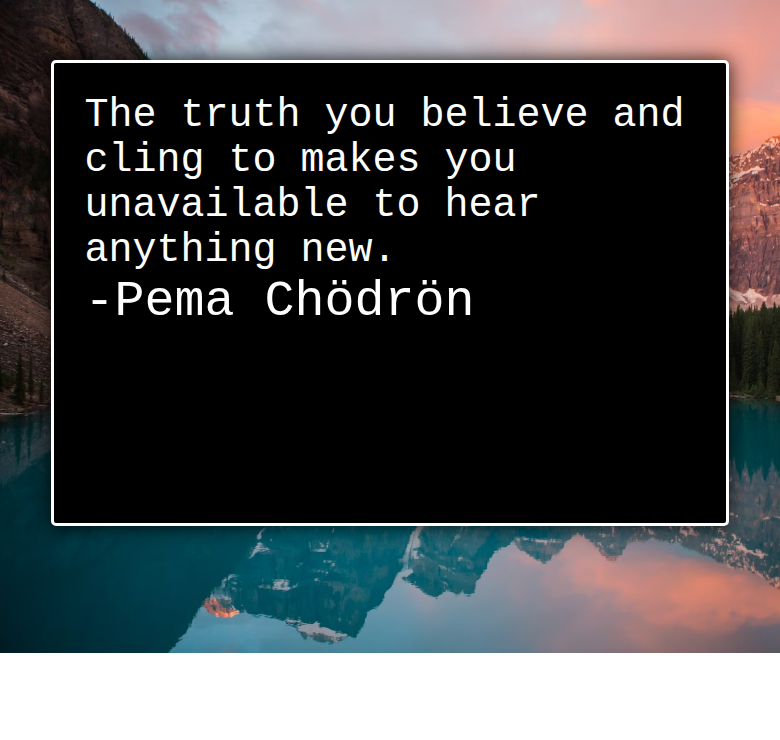 The truth you believe and
cling to makes you
unavailable to hear
anything new.
-Pema Chödrön